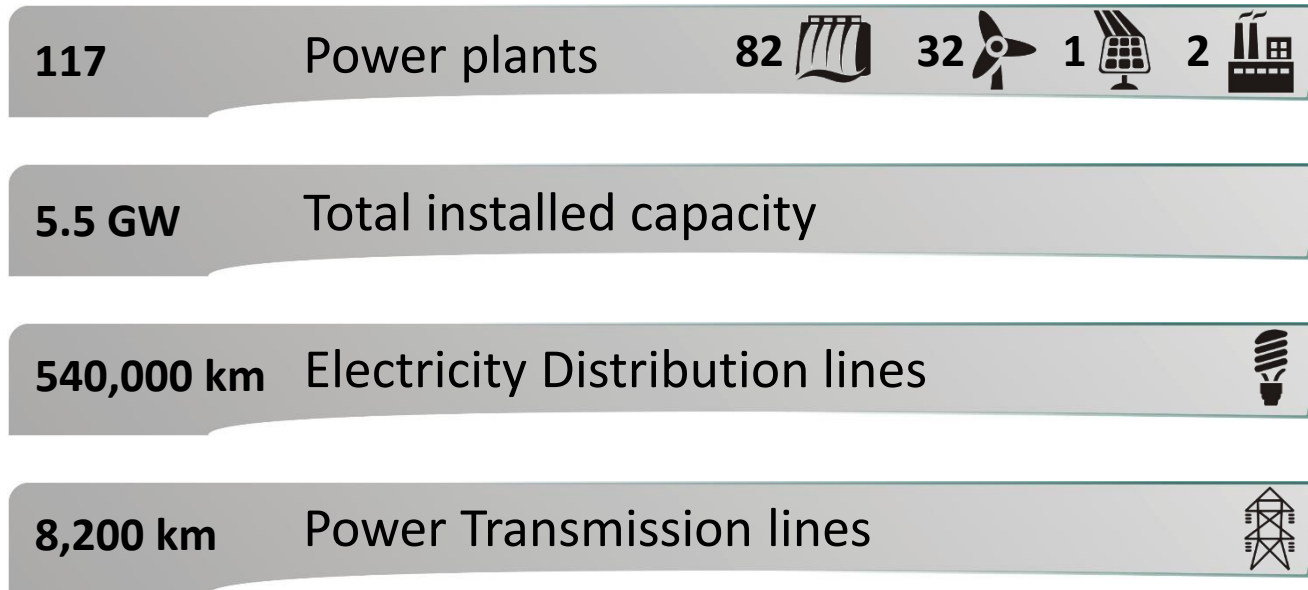 117 Power plants 82 32 1 2
5.5 GW Total installed capacity
540,000 km Electricity Distribution lines
8,200 km Power Transmission lines